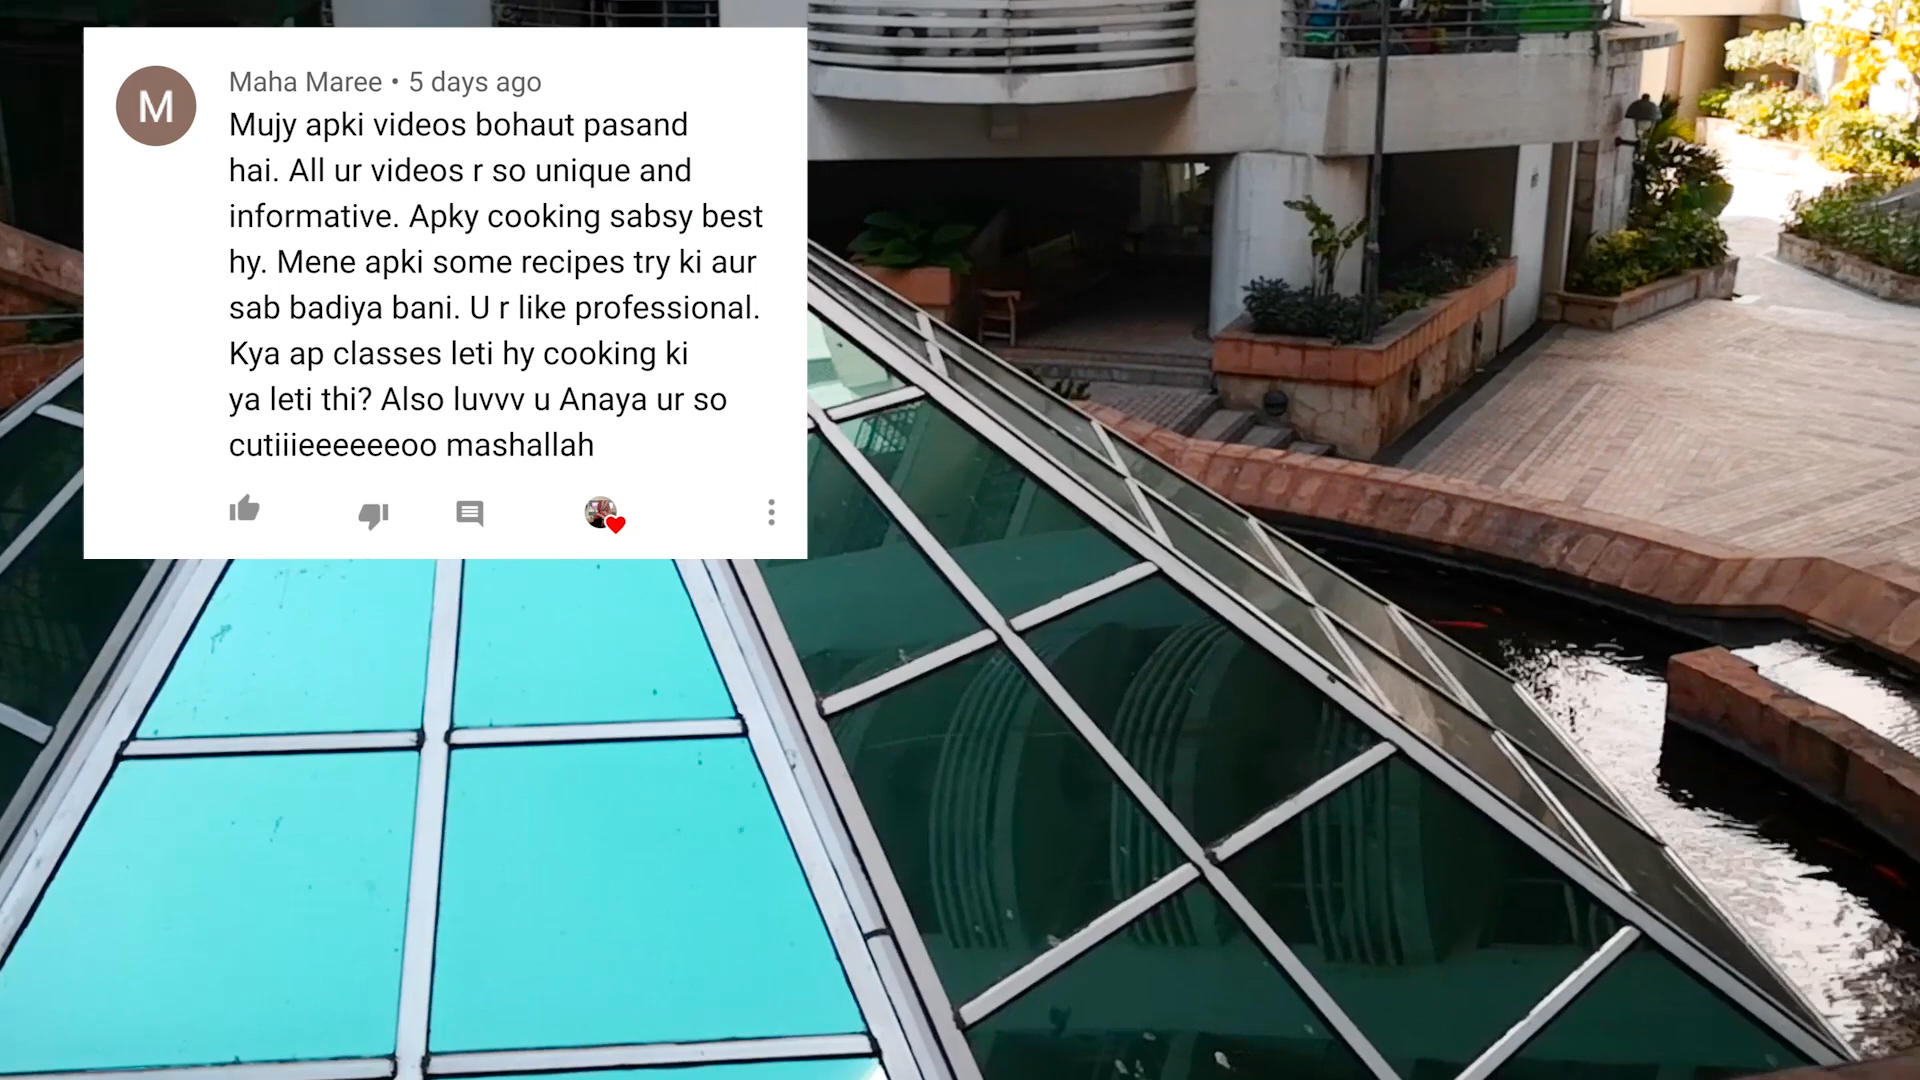 M
Maha Maree • 5 days ago
Mujy apki videos bohaut pasand
hai. All ur videos r so unique and
informative. Apky cooking sabsy best
hy. Mene apki some recipes try ki aur
sab badiya bani. U r like professional.
Kya ap classes leti hy cooking ki
ya leti thi? Also luvvv u Anaya ur so
cutiiieeeeeeoo mashallah